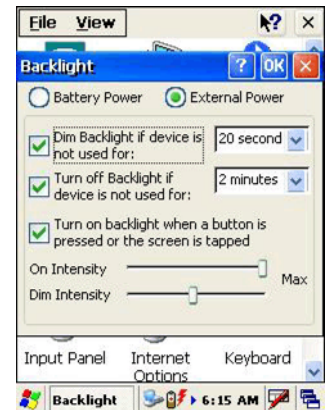 File View ? ×
Backlight ? OK ×
Battery Power External Power
Dim Backlight if device is
not used for:
20 second
Turn off Backlight if
device is not used for:
2 minutes
Turn on backlight when a button is
pressed or the screen is tapped
On Intensity
Max
Dim Intensity
Input Panel Internet Options Keyboard
Backlight 6:15 AM